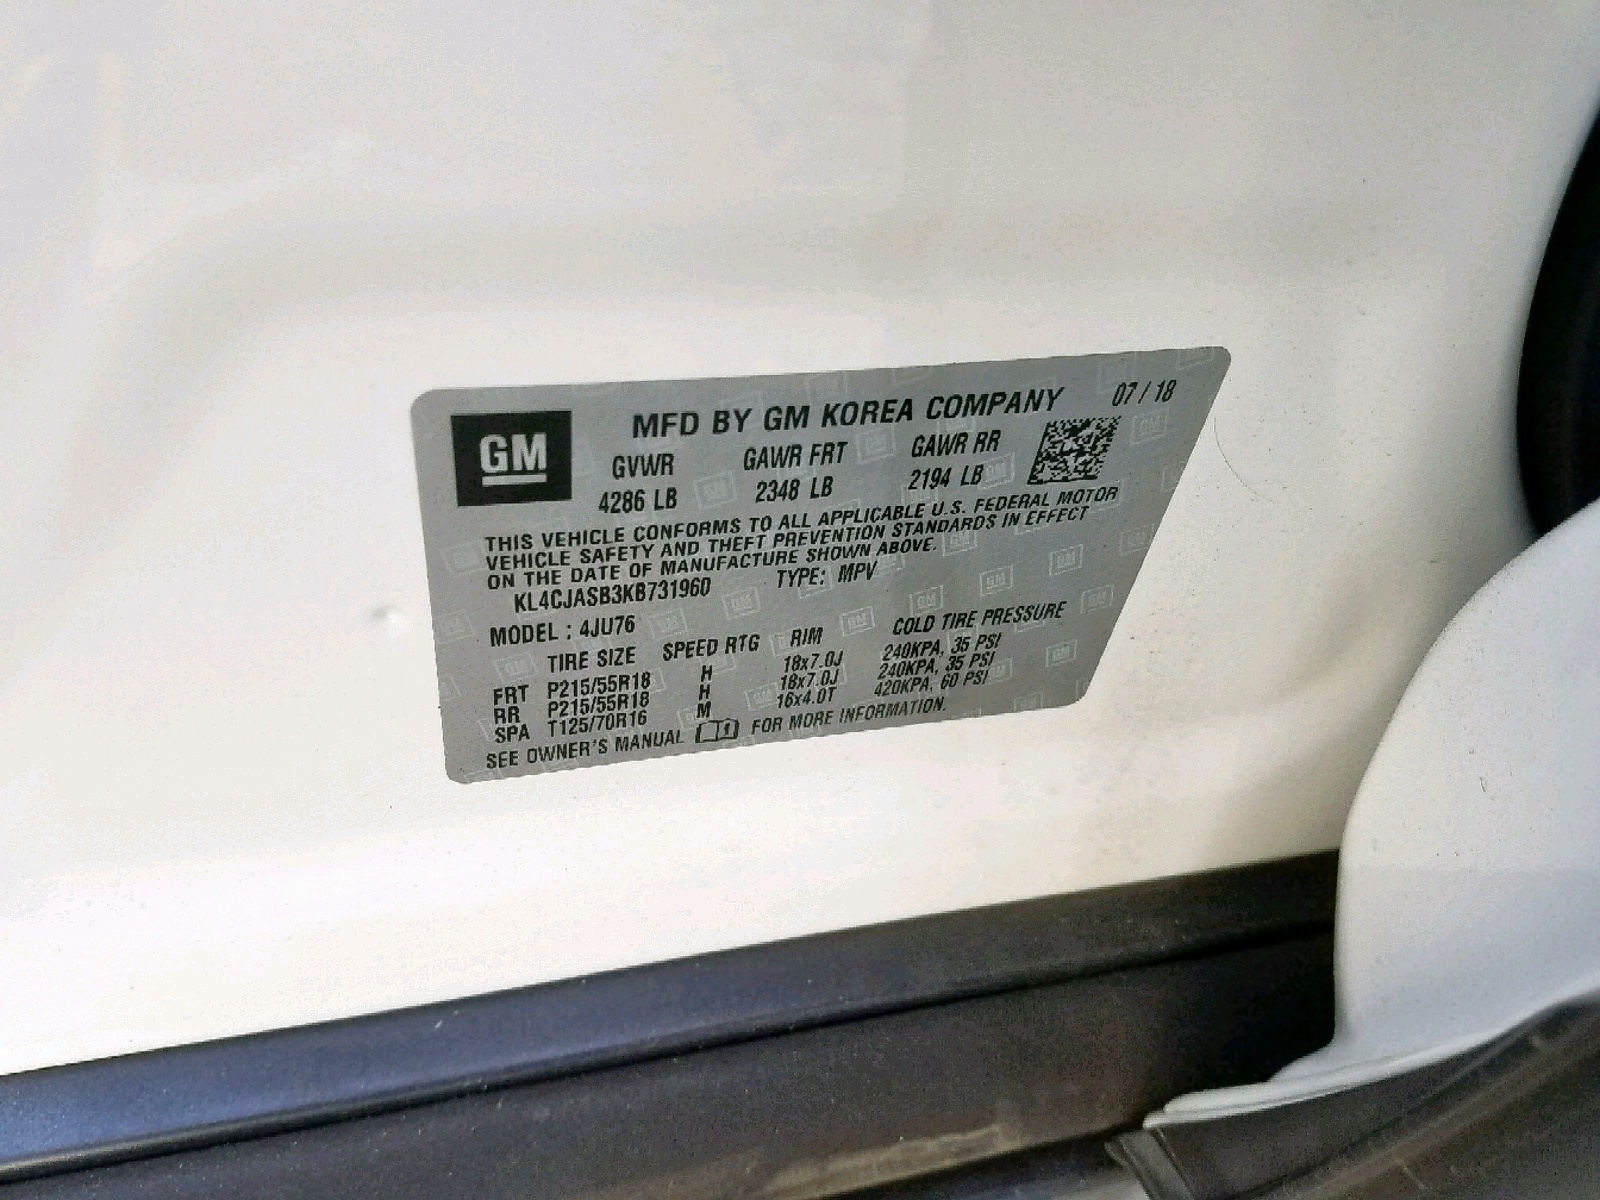 MFD BY GM KOREA COMPANY 07/18
GM
GVWR GAWR FRT GAWR RR
4286 LB 2348 LB 2194 LB
THIS VEHICLE CONFORMS TO ALL APPLICABLE U.S. FEDERAL MOTOR
VEHICLE SAFETY AND THEFT PREVENTION STANDARDS IN EFFECT
ON THE DATE OF MANUFACTURE SHOWN ABOVE.
KL4CJASB3KB731960 TYPE: MPV
MODEL : 4JU76
TIRE SIZE SPEED RTG RIM COLD TIRE PRESSURE
FRT P215/55R18 H 18x7.0J 240KPA, 35 PSI
RR P215/55R18 H 18x7.0J 240KPA, 35 PSI
SPA T125/70R16 M 16x4.0T 420KPA, 60 PSI
SEE OWNER'S MANUAL FOR MORE INFORMATION.